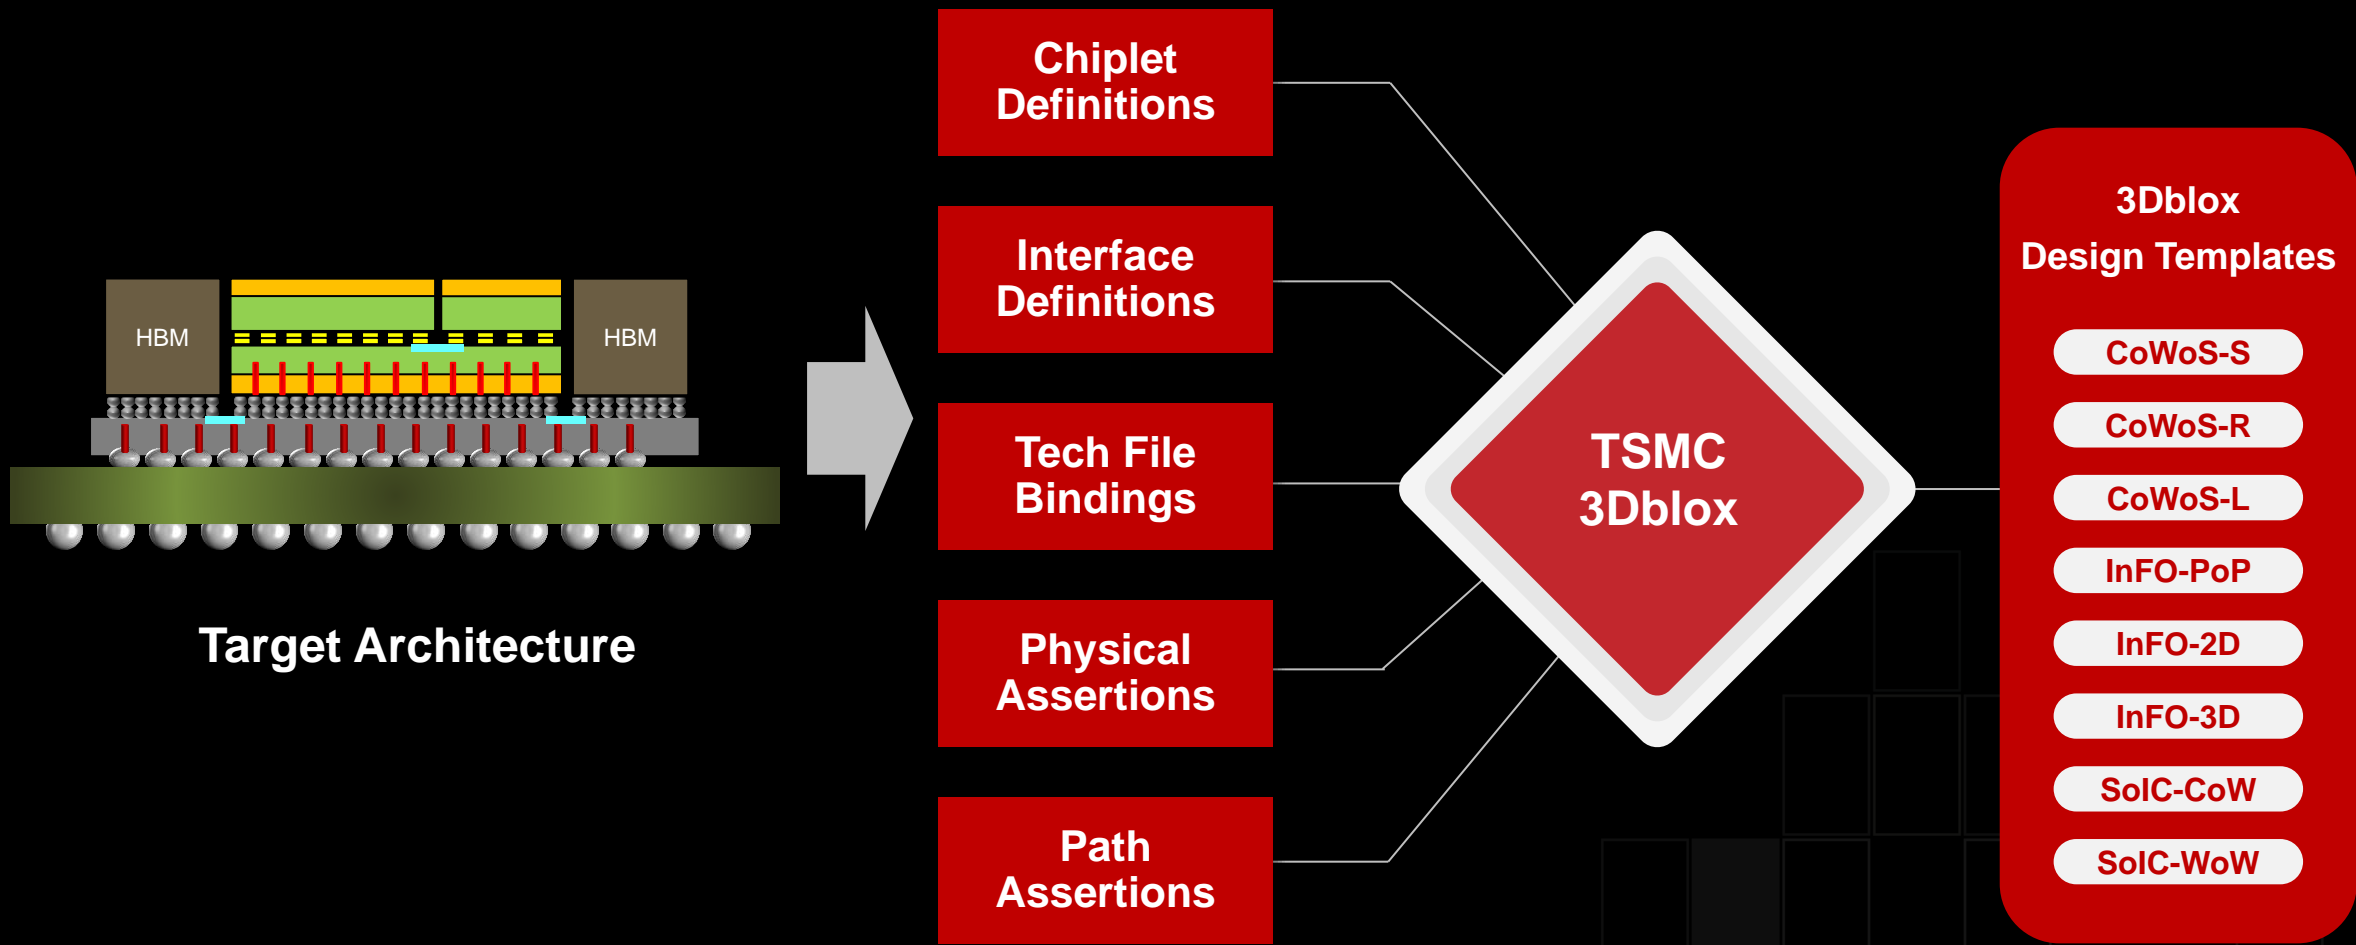 HBM
HBM
Target Architecture
Chiplet
Definitions
Interface
Definitions
Tech File
Bindings
Physical
Assertions
Path
Assertions
TSMC
3Dblox
3Dblox
Design Templates
CoWoS-S
CoWoS-R
CoWoS-L
InFO-PoP
InFO-2D
InFO-3D
SoIC-CoW
SoIC-WoW